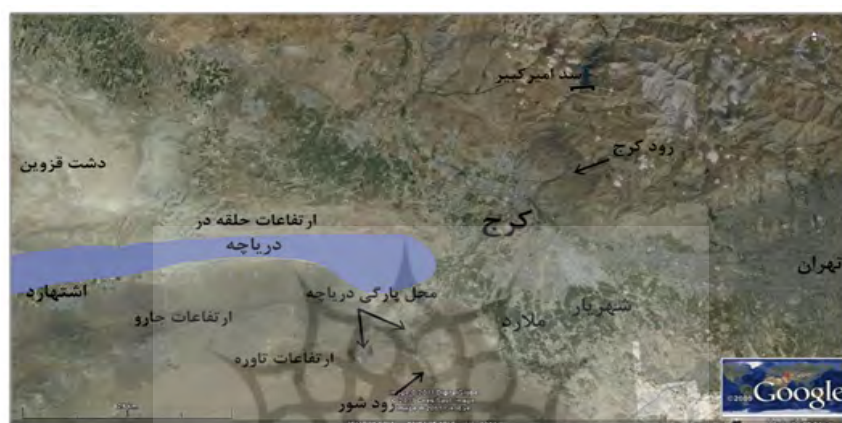 سد امیرکبیر
رود کرج
دشت قزوین
ارتفاعات حلقه در
کرج
دریاچه
تهران
اشتهارد
محل پارگی دریاچه
شهریار
ملارد
ارتفاعات جارو
ارتفاعات تاوره
رود شور
©2009 Google